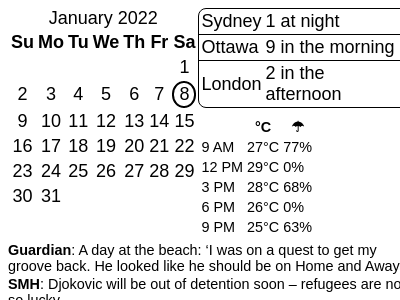 January 2022
Su Mo Tu We Th Fr Sa
1
2 3 4 5 6 7 8
9 10 11 12 13 14 15
16 17 18 19 20 21 22
23 24 25 26 27 28 29
30 31
Sydney 1 at night
Ottawa 9 in the morning
London 2 in the
afternoon
°C ☂
9 AM 27°C 77%
12 PM 29°C 0%
3 PM 28°C 68%
6 PM 26°C 0%
9 PM 25°C 63%
Guardian: A day at the beach: ‘I was on a quest to get my
groove back. He looked like he should be on Home and Away
SMH: Djokovic will be out of detention soon – refugees are no
so lucky